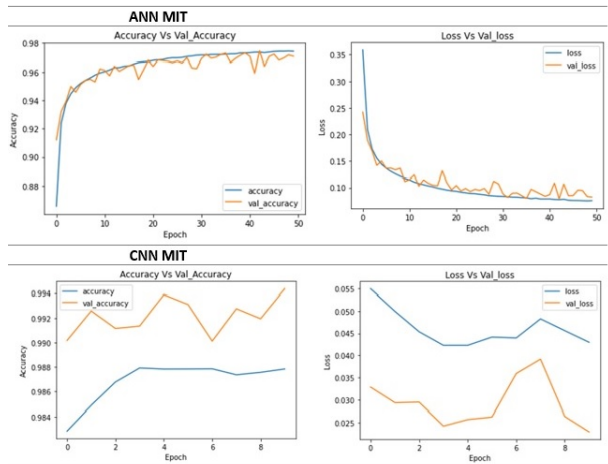 ANN MIT
Accuracy Vs Val_Accuracy
0.98
0.96
0.94
0.92
0.90
0.88
Accuracy
accuracy
val_accuracy
0 10 20 30 40 50
Epoch
Loss Vs Val_loss
0.35
0.30
0.25
0.20
0.15
0.10
Loss
loss
val_loss
0 10 20 30 40 50
Epoch
CNN MIT
Accuracy Vs Val_Accuracy
0.994
0.992
0.990
0.988
0.986
0.984
Accuracy
accuracy
val_accuracy
0 2 4 6 8
Epoch
Loss Vs Val_loss
0.055
0.050
0.045
0.040
0.035
0.030
0.025
Loss
loss
val_loss
0 2 4 6 8
Epoch